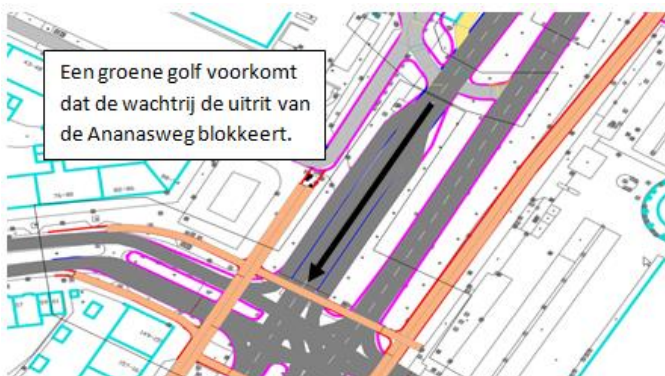 Een groene golf voorkomt
dat de wachtrij de uitrit van
de Ananasweg blokkeert.